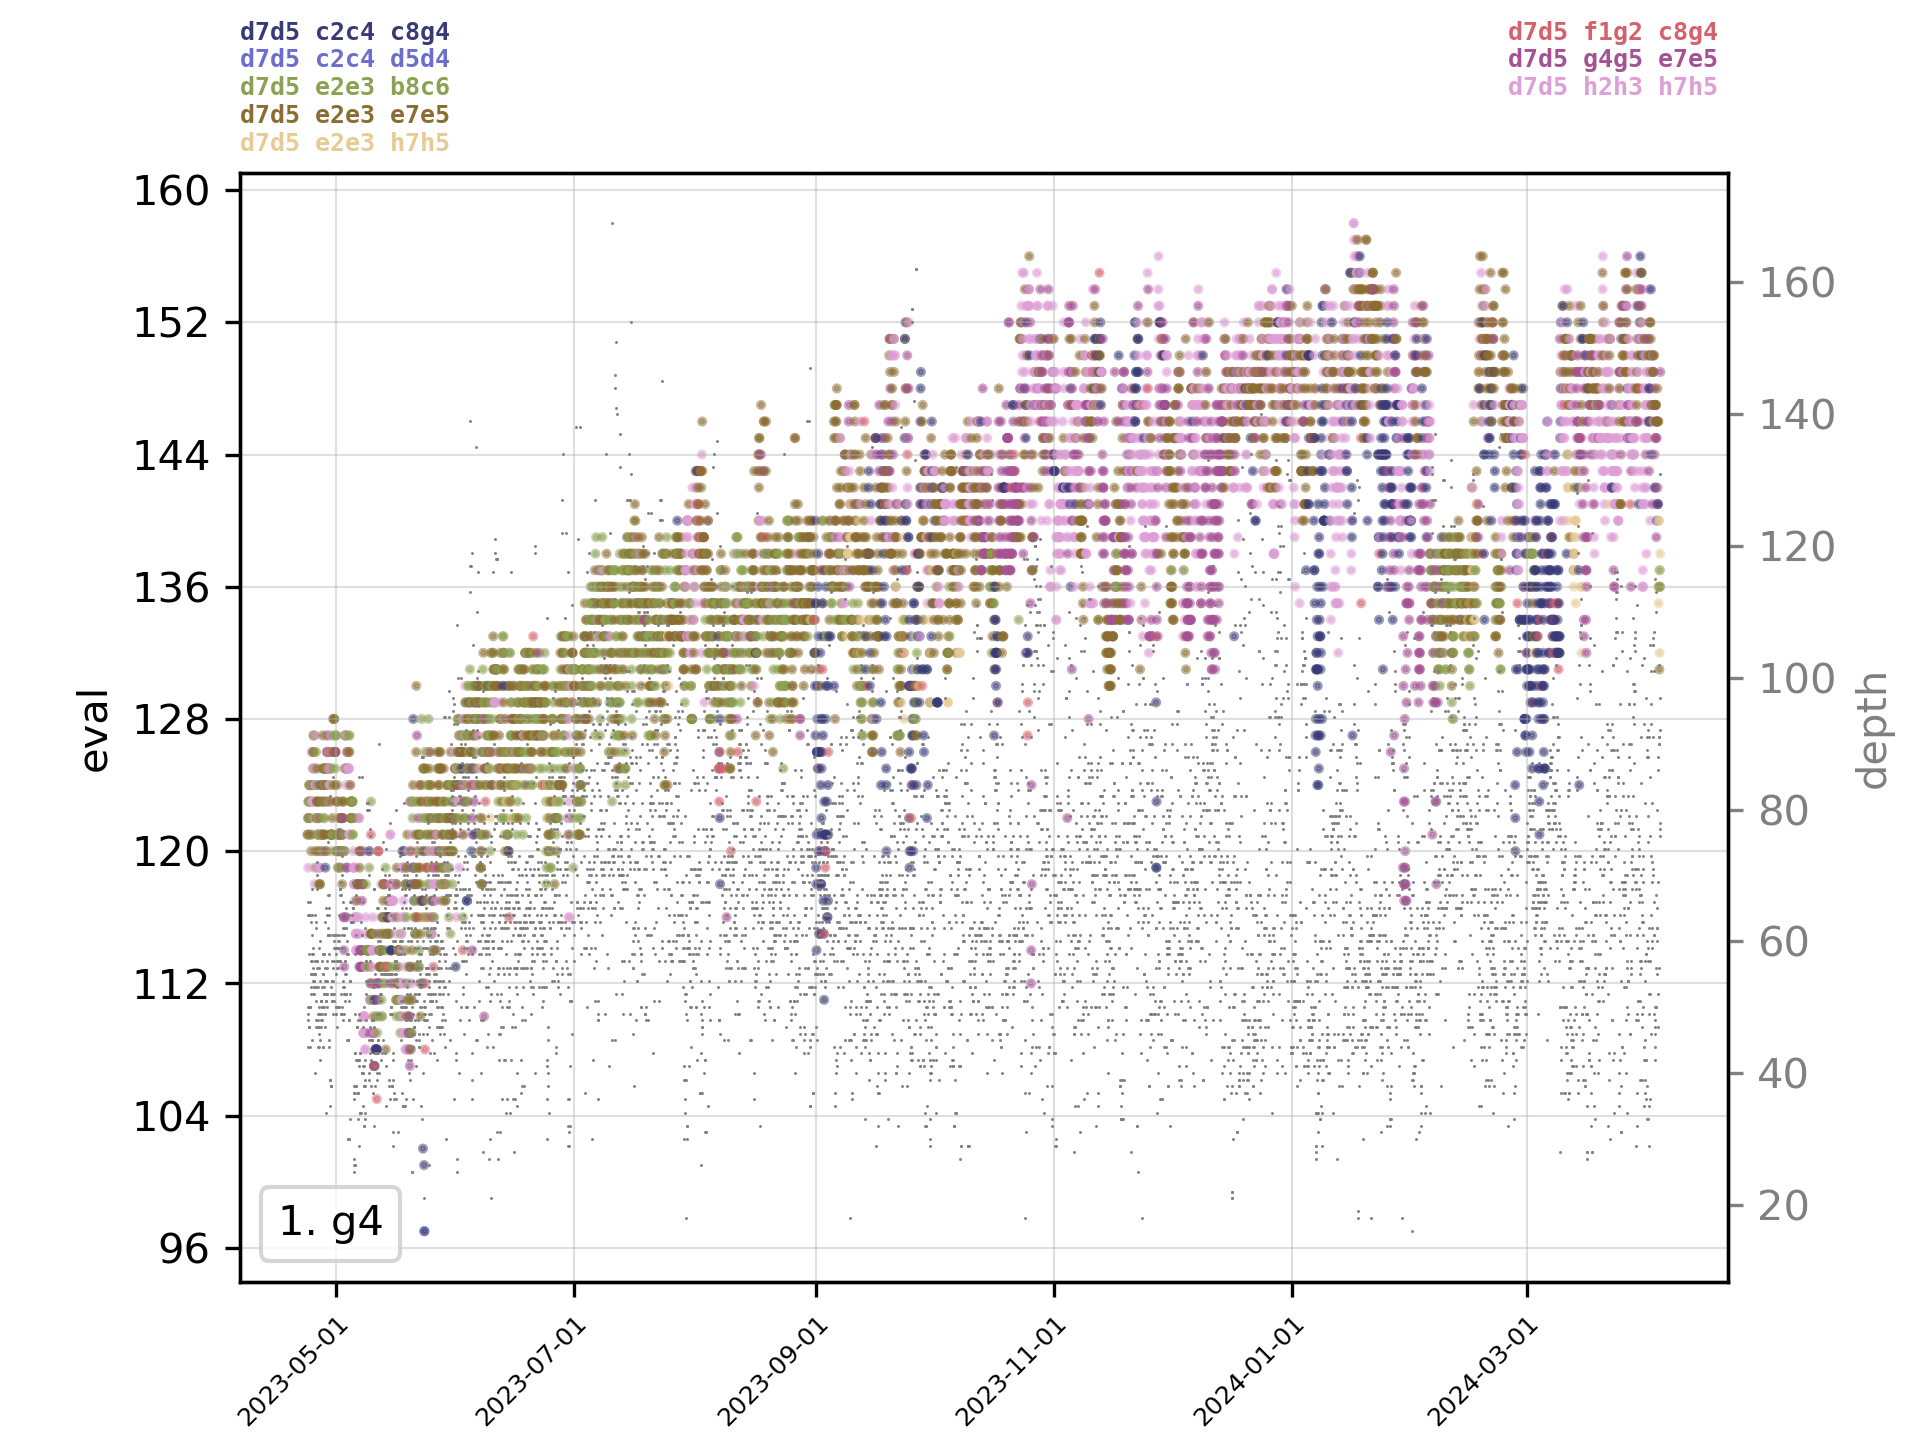 d7d5 c2c4 c8g4
d7d5 c2c4 d5d4
d7d5 e2e3 b8c6
d7d5 e2e3 e7e5
d7d5 e2e3 h7h5
d7d5 f1g2 c8g4
d7d5 g4g5 e7e5
d7d5 h2h3 h7h5
160
152
144
136
128
120
112
104
96
eval
160
140
120
100
80
60
40
20
depth
1. g4
2023-05-01
2023-07-01
2023-09-01
2023-11-01
2024-01-01
2024-03-01